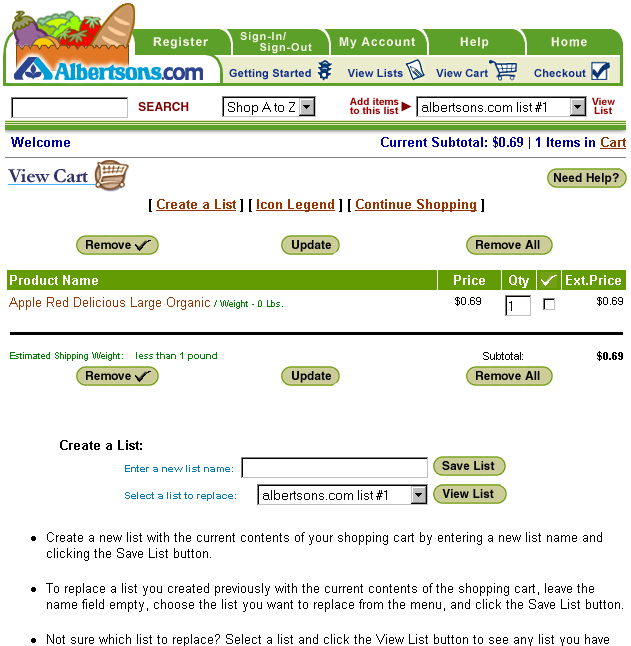 Register
Sign-In/
Sign-Out
My Account
Help
Home
Albertsons.com
Getting Started
View Lists
View Cart
Checkout
SEARCH
Shop A to Z
Add items
to this list
albertsons.com list #1
View
List
Welcome
Current Subtotal: $0.69 | 1 Items in Cart
View Cart
Need Help?
[ Create a List ] [ Icon Legend ] [ Continue Shopping ]
Remove
Update
Remove All
Product Name Price Qty Ext.Price
Apple Red Delicious Large Organic / Weight - 0 Lbs. $0.69 1 $0.69
Estimated Shipping Weight: less than 1 pound Subtotal: $0.69
Remove
Update
Remove All
Create a List:
Enter a new list name:
Save List
Select a list to replace:
albertsons.com list #1
View List
• Create a new list with the current contents of your shopping cart by entering a new list name and
clicking the Save List button.
• To replace a list you created previously with the current contents of the shopping cart, leave the
name field empty, choose the list you want to replace from the menu, and click the Save List button.
• Not sure which list to replace? Select a list and click the View List button to see any list you have